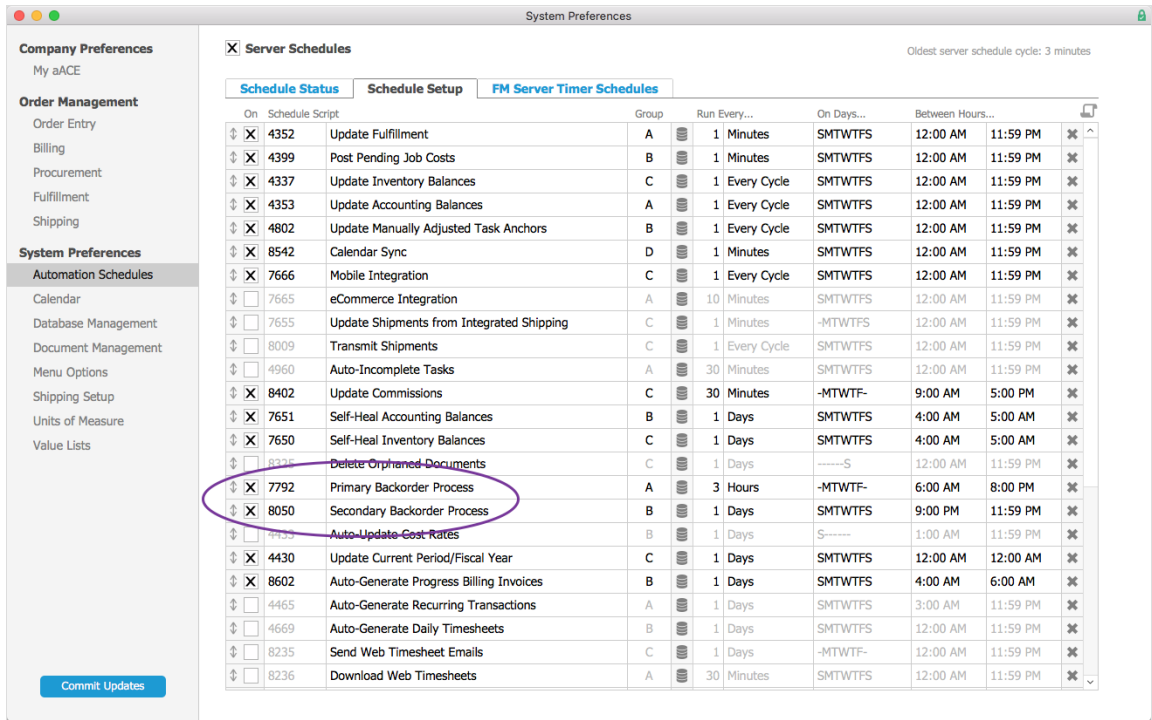 System Preferences
Company Preferences
My aACE
Order Management
Order Entry
Billing
Procurement
Fulfillment
Shipping
System Preferences
Automation Schedules
Calendar
Database Management
Document Management
Menu Options
Shipping Setup
Units of Measure
Value Lists
Commit Updates
X Server Schedules
Oldest server schedule cycle: 3 minutes
Schedule Status Schedule Setup FM Server Timer Schedules
On Schedule Script Group Run Every... On Days... Between Hours...
X 4352 Update Fulfillment A 1 Minutes SMTWTFS 12:00 AM 11:59 PM
X 4399 Post Pending Job Costs B 1 Minutes SMTWTFS 12:00 AM 11:59 PM
X 4337 Update Inventory Balances C 1 Every Cycle SMTWTFS 12:00 AM 11:59 PM
X 4353 Update Accounting Balances A 1 Every Cycle SMTWTFS 12:00 AM 11:59 PM
X 4802 Update Manually Adjusted Task Anchors B 1 Every Cycle SMTWTFS 12:00 AM 11:59 PM
X 8542 Calendar Sync D 1 Minutes SMTWTFS 12:00 AM 11:59 PM
X 7666 Mobile Integration C 1 Every Cycle SMTWTFS 12:00 AM 11:59 PM
7665 eCommerce Integration A 10 Minutes SMTWTFS 12:00 AM 11:59 PM
7655 Update Shipments from Integrated Shipping C 1 Minutes -MTWTFS 12:00 AM 11:59 PM
8009 Transmit Shipments C 1 Every Cycle SMTWTFS 12:00 AM 11:59 PM
4960 Auto-Incomplete Tasks A 30 Minutes SMTWTFS 12:00 AM 11:59 PM
X 8402 Update Commissions C 30 Minutes -MTWTF- 9:00 AM 5:00 PM
X 7651 Self-Heal Accounting Balances B 1 Days SMTWTFS 4:00 AM 5:00 AM
X 7650 Self-Heal Inventory Balances C 1 Days SMTWTFS 4:00 AM 5:00 AM
Delete Orphaned Documents C 1 Days ------S 12:00 AM 11:59 PM
X 7792 Primary Backorder Process A 3 Hours -MTWTF- 6:00 AM 8:00 PM
X 8050 Secondary Backorder Process B 1 Days SMTWTFS 9:00 PM 11:59 PM
Auto-Update Cost Rates B 1 Days S------ 1:00 AM 11:59 PM
X 4430 Update Current Period/Fiscal Year C 1 Days SMTWTFS 12:00 AM 12:00 AM
X 8602 Auto-Generate Progress Billing Invoices B 1 Days SMTWTFS 4:00 AM 6:00 AM
4465 Auto-Generate Recurring Transactions A 1 Days SMTWTFS 3:00 AM 11:59 PM
4669 Auto-Generate Daily Timesheets B 1 Days SMTWTFS 12:00 AM 11:59 PM
8235 Send Web Timesheet Emails C 1 Days -MTWTF- 12:00 AM 11:59 PM
8236 Download Web Timesheets A 30 Minutes SMTWTFS 12:00 AM 11:59 PM